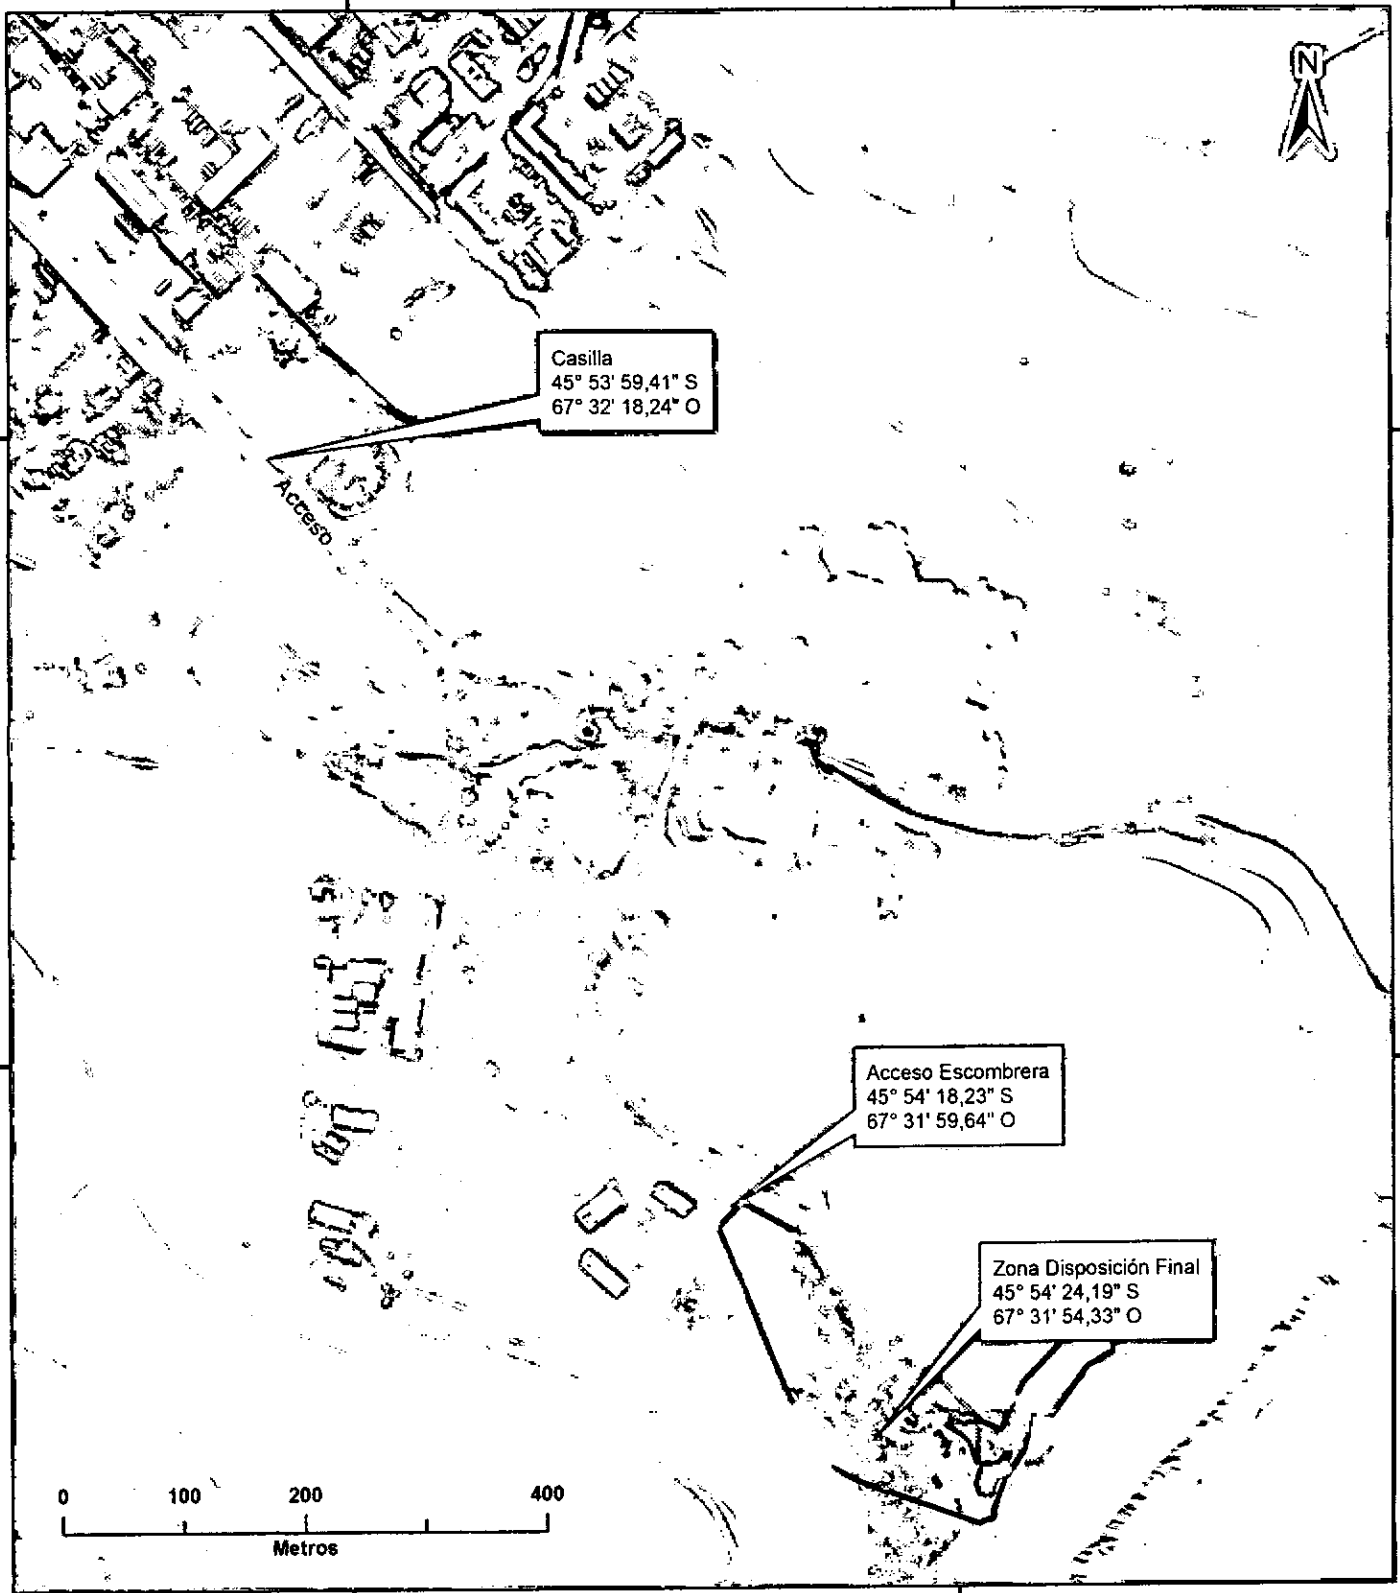 N
Casilla
45° 53' 59,41" S
67° 32' 18,24" O
Acceso
Acceso Escombrera
45° 54' 18,23" S
67° 31' 59,64" O
Zona Disposición Final
45° 54' 24,19" S
67° 31' 54,33" O
0 100 200 400
Metros